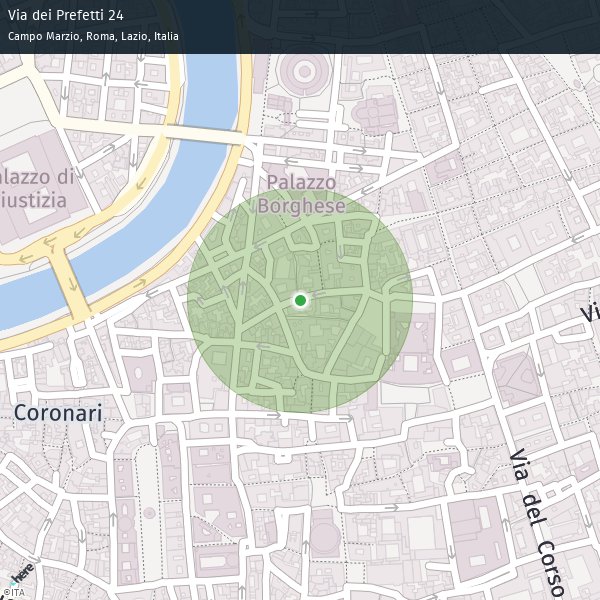 Via dei Prefetti 24
Campo Marzio, Roma, Lazio, Italia
alazzo di
iustizia
Palazzo
Borghese
Vi
Coronari
Via del Corso
here
©ITA